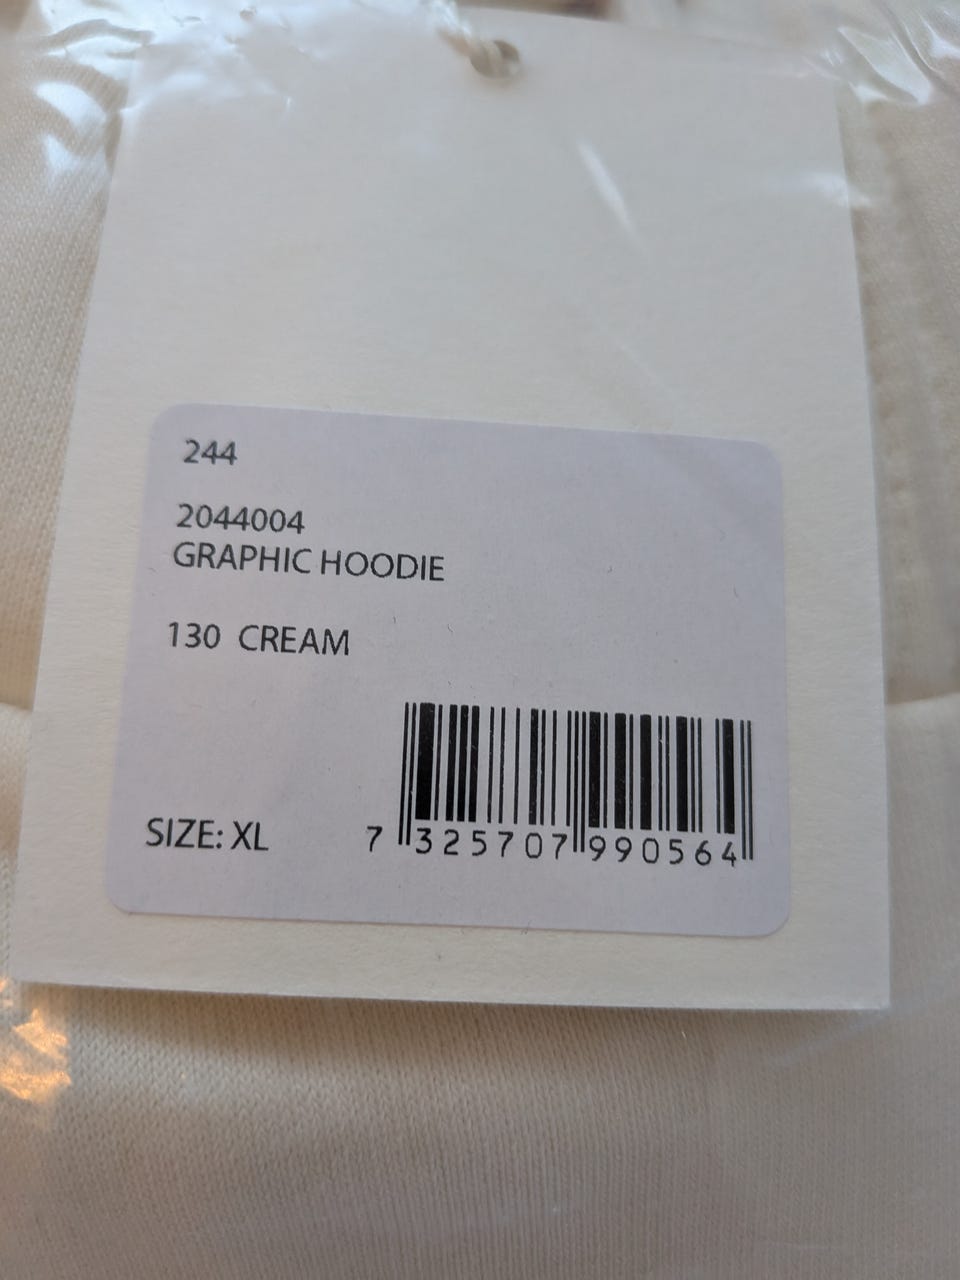 244
2044004
GRAPHIC HOODIE
130 CREAM
SIZE: XL
7 325707 990564